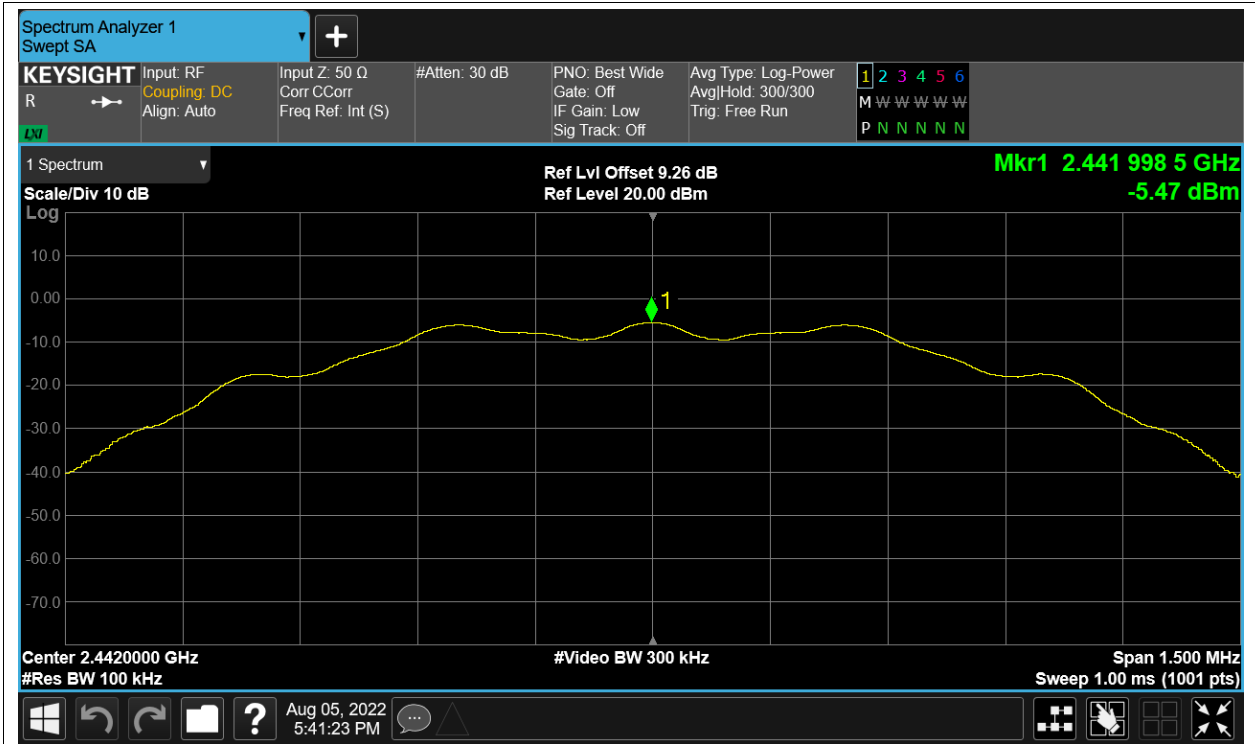 Spectrum Analyzer 1
Swept SA
KEYSIGHT
R
LXI
Input: RF
Coupling: DC
Align: Auto
Input Z: 50 Ω
Corr CCorr
Freq Ref: Int (S)
#Atten: 30 dB
PNO: Best Wide
Gate: Off
IF Gain: Low
Sig Track: Off
Avg Type: Log-Power
Avg|Hold: 300/300
Trig: Free Run
1 2 3 4 5 6
M W W W W W
P N N N N N
1 Spectrum
Scale/Div 10 dB
Log
Ref Lvl Offset 9.26 dB
Ref Level 20.00 dBm
Mkr1 2.441 998 5 GHz
-5.47 dBm
10.0
0.00
1
-10.0
-20.0
-30.0
-40.0
-50.0
-60.0
-70.0
Center 2.4420000 GHz
#Video BW 300 kHz
Span 1.500 MHz
#Res BW 100 kHz
Sweep 1.00 ms (1001 pts)
?
Aug 05, 2022
5:41:23 PM